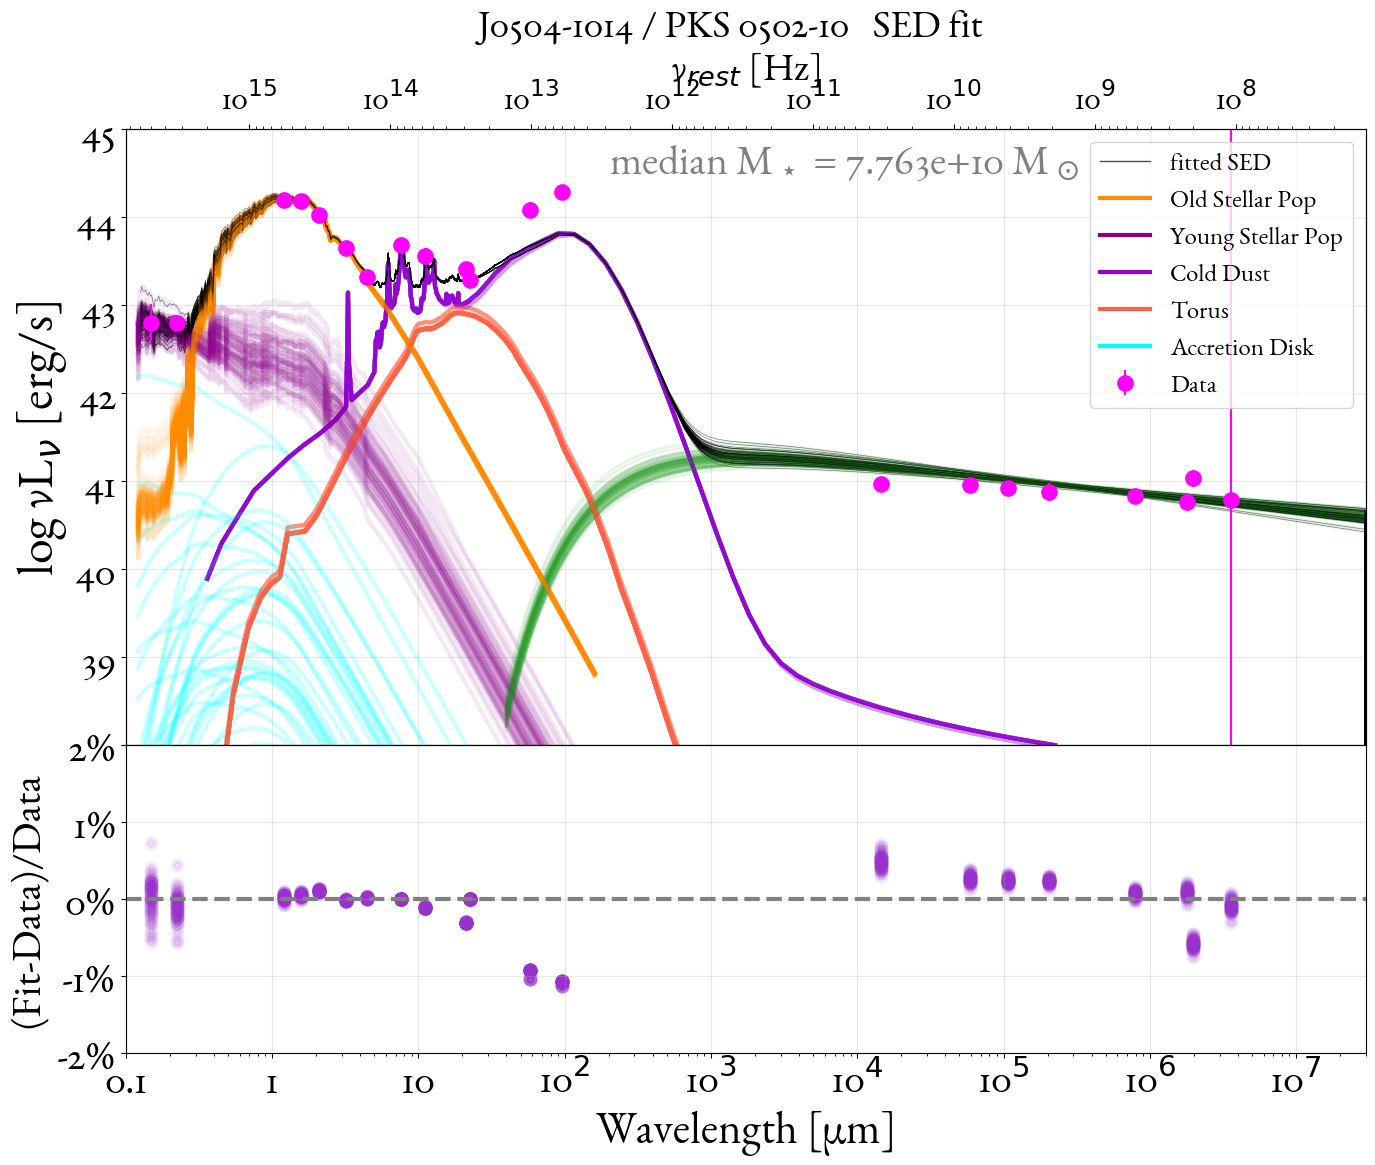 J0504-1014 / PKS 0502-10   SED fit
ν_rest [Hz]
10^15 10^14 10^13 10^12 10^11 10^10 10^9 10^8
median M⋆ = 7.763e+10 M⊙
fitted SED
Old Stellar Pop
Young Stellar Pop
Cold Dust
Torus
Accretion Disk
Data
log νL_ν [erg/s]
45
44
43
42
41
40
39
(Fit-Data)/Data
2%
1%
0%
-1%
-2%
0.1 1 10 10^2 10^3 10^4 10^5 10^6 10^7
Wavelength [μm]